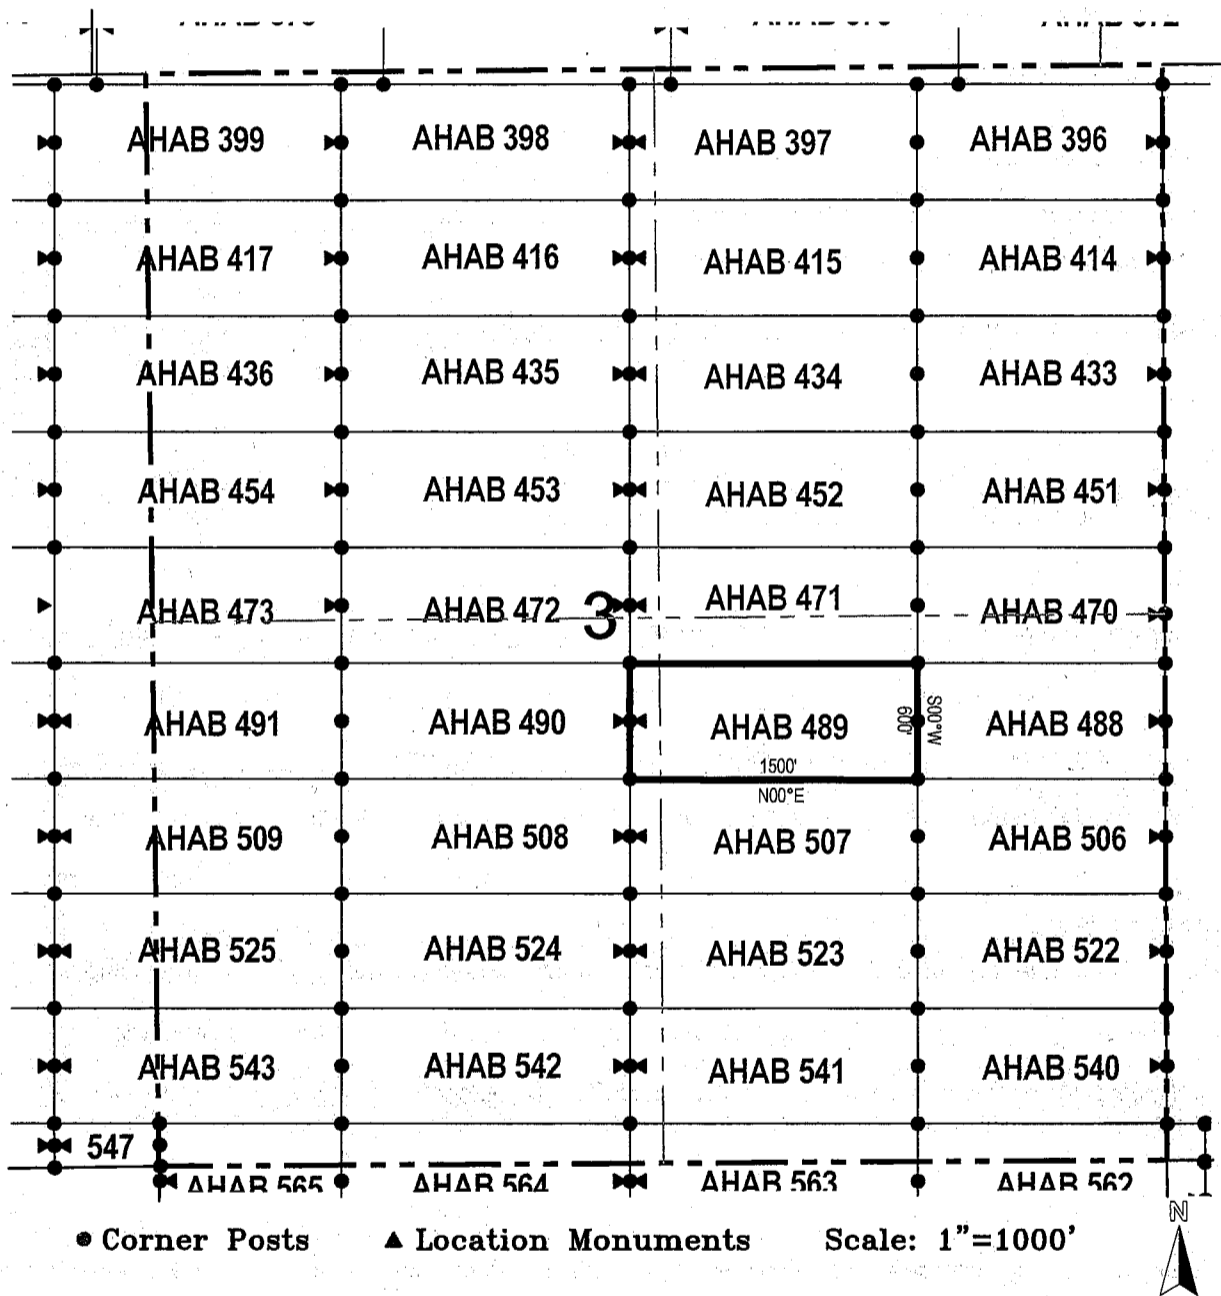 AHAB 399 AHAB 398 AHAB 397 AHAB 396
AHAB 417 AHAB 416 AHAB 415 AHAB 414
AHAB 436 AHAB 435 AHAB 434 AHAB 433
AHAB 454 AHAB 453 AHAB 452 AHAB 451
AHAB 473 AHAB 472 3 AHAB 471 AHAB 470
AHAB 491 AHAB 490 AHAB 489 600' S00°W AHAB 488
1500'
N00°E
AHAB 509 AHAB 508 AHAB 507 AHAB 506
AHAB 525 AHAB 524 AHAB 523 AHAB 522
AHAB 543 AHAB 542 AHAB 541 AHAB 540
547
AHAB 565 AHAB 564 AHAB 563 AHAB 562
Corner Posts Location Monuments Scale: 1"=1000'
N